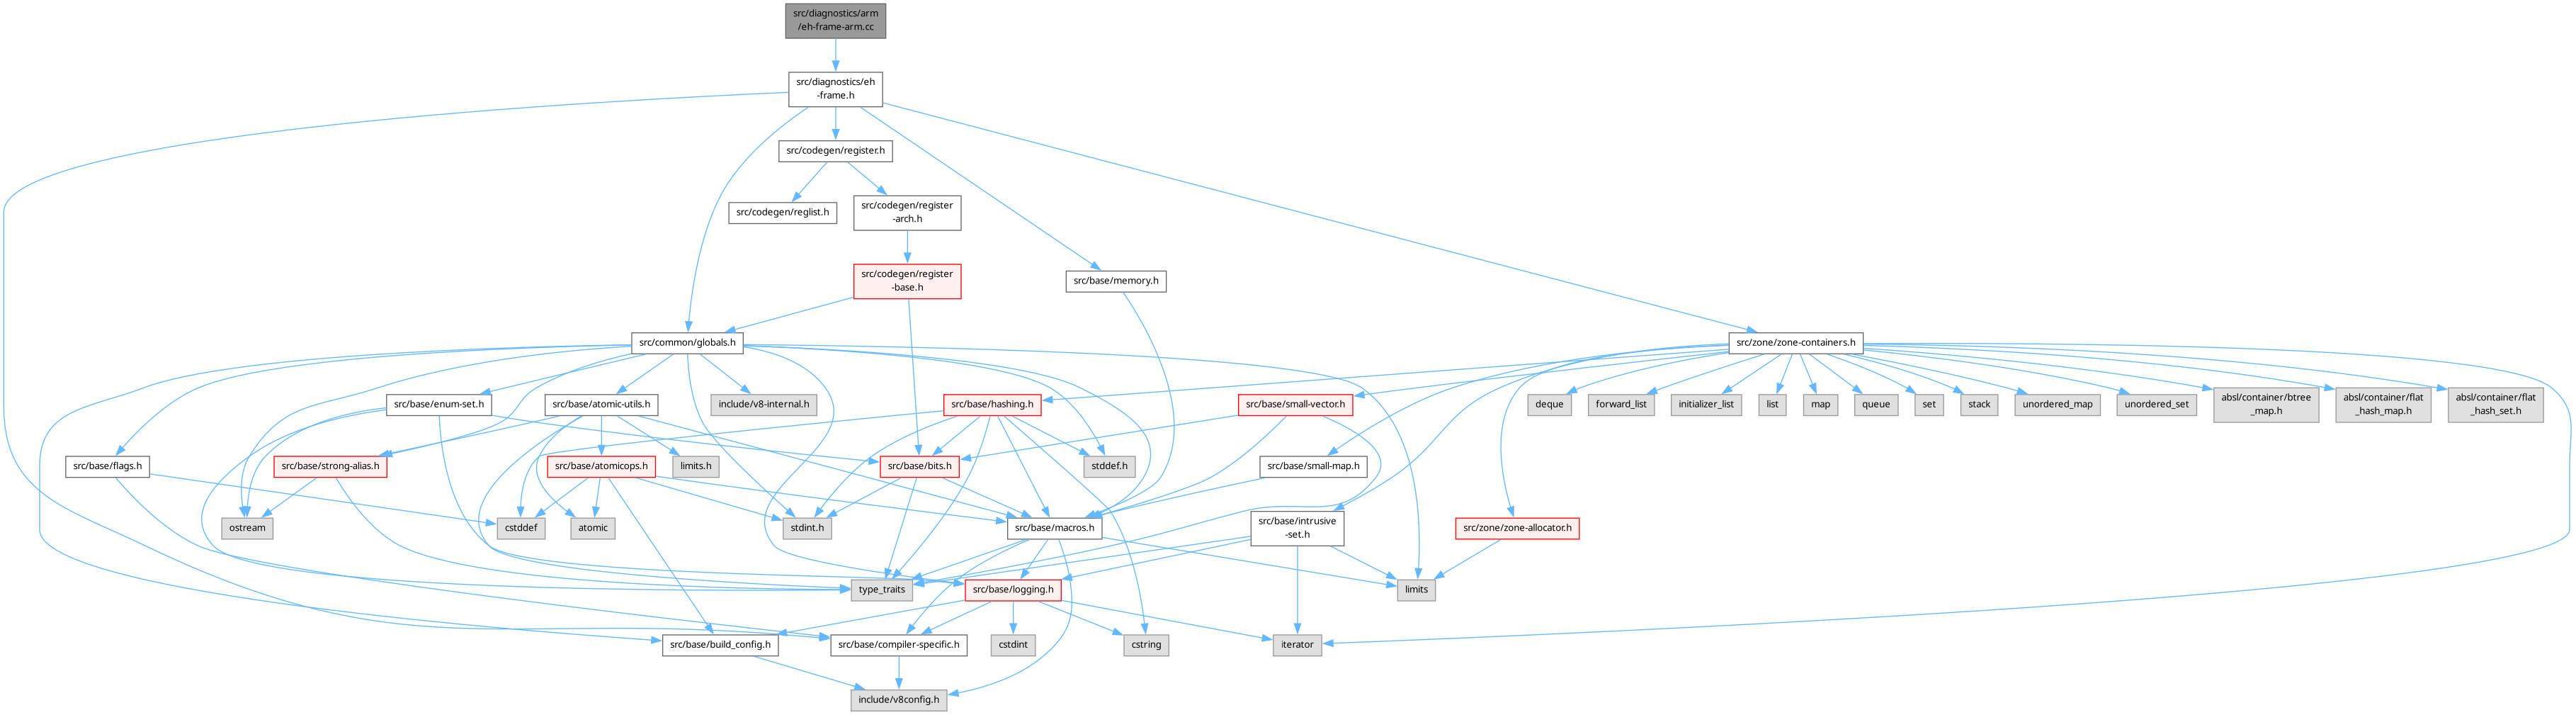 src/diagnostics/arm
/eh-frame-arm.cc
src/diagnostics/eh
-frame.h
src/codegen/register.h
src/codegen/reglist.h
src/codegen/register
-arch.h
src/codegen/register
-base.h
src/base/memory.h
src/common/globals.h
src/zone/zone-containers.h
src/base/enum-set.h
src/base/atomic-utils.h
include/v8-internal.h
src/base/hashing.h
src/base/small-vector.h
deque
forward_list
initializer_list
list
map
queue
set
stack
unordered_map
unordered_set
absl/container/btree
_map.h
absl/container/flat
_hash_map.h
absl/container/flat
_hash_set.h
src/base/flags.h
src/base/strong-alias.h
src/base/atomicops.h
limits.h
src/base/bits.h
stddef.h
src/base/small-map.h
ostream
cstddef
atomic
stdint.h
src/base/macros.h
src/base/intrusive
-set.h
src/zone/zone-allocator.h
type_traits
src/base/logging.h
limits
src/base/build_config.h
src/base/compiler-specific.h
cstdint
cstring
iterator
include/v8config.h